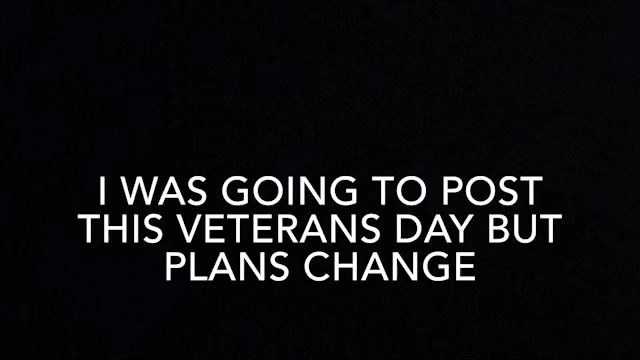 I WAS GOING TO POST
THIS VETERANS DAY BUT
PLANS CHANGE